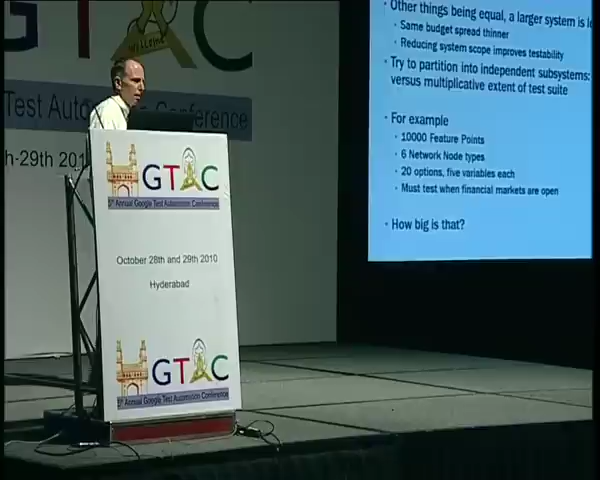 Other things being equal, a larger system is
· Same budget spread thinner
· Reducing system scope improves testability
· Try to partition into independent subsystems:
versus multiplicative extent of test suite
· For example
· 10000 Feature Points
· 6 Network Node types
· 20 options, five variables each
· Must test when financial markets are open
· How big is that?
GTAC
WELCOME
Test Automation Conference
h-29th 201
GTAC
5th Annual Google Test Automation Conference
October 28th and 29th 2010
Hyderabad
GTAC
5th Annual Google Test Automation Conference